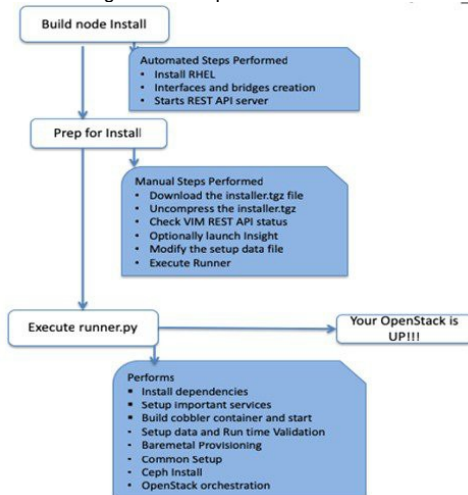 Build node Install
Automated Steps Performed
• Install RHEL
• Interfaces and bridges creation
• Starts REST API server
Prep for Install
Manual Steps Performed
• Download the installer.tgz file
• Uncompress the installer.tgz
• Check VIM REST API status
• Optionally launch Insight
• Modify the setup data file
• Execute Runner
Execute runner.py
Your OpenStack is
UP!!!
Performs
• Install dependencies
• Setup important services
• Build cobbler container and start
• Setup data and Run time Validation
• Baremetal Provisioning
• Common Setup
• Ceph Install
• OpenStack orchestration